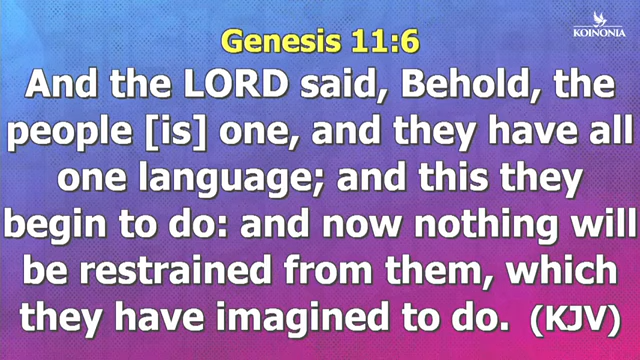 KOINONIA
Genesis 11:6
And the LORD said, Behold, the
people [is] one, and they have all
one language; and this they
begin to do: and now nothing will
be restrained from them, which
they have imagined to do. (KJV)